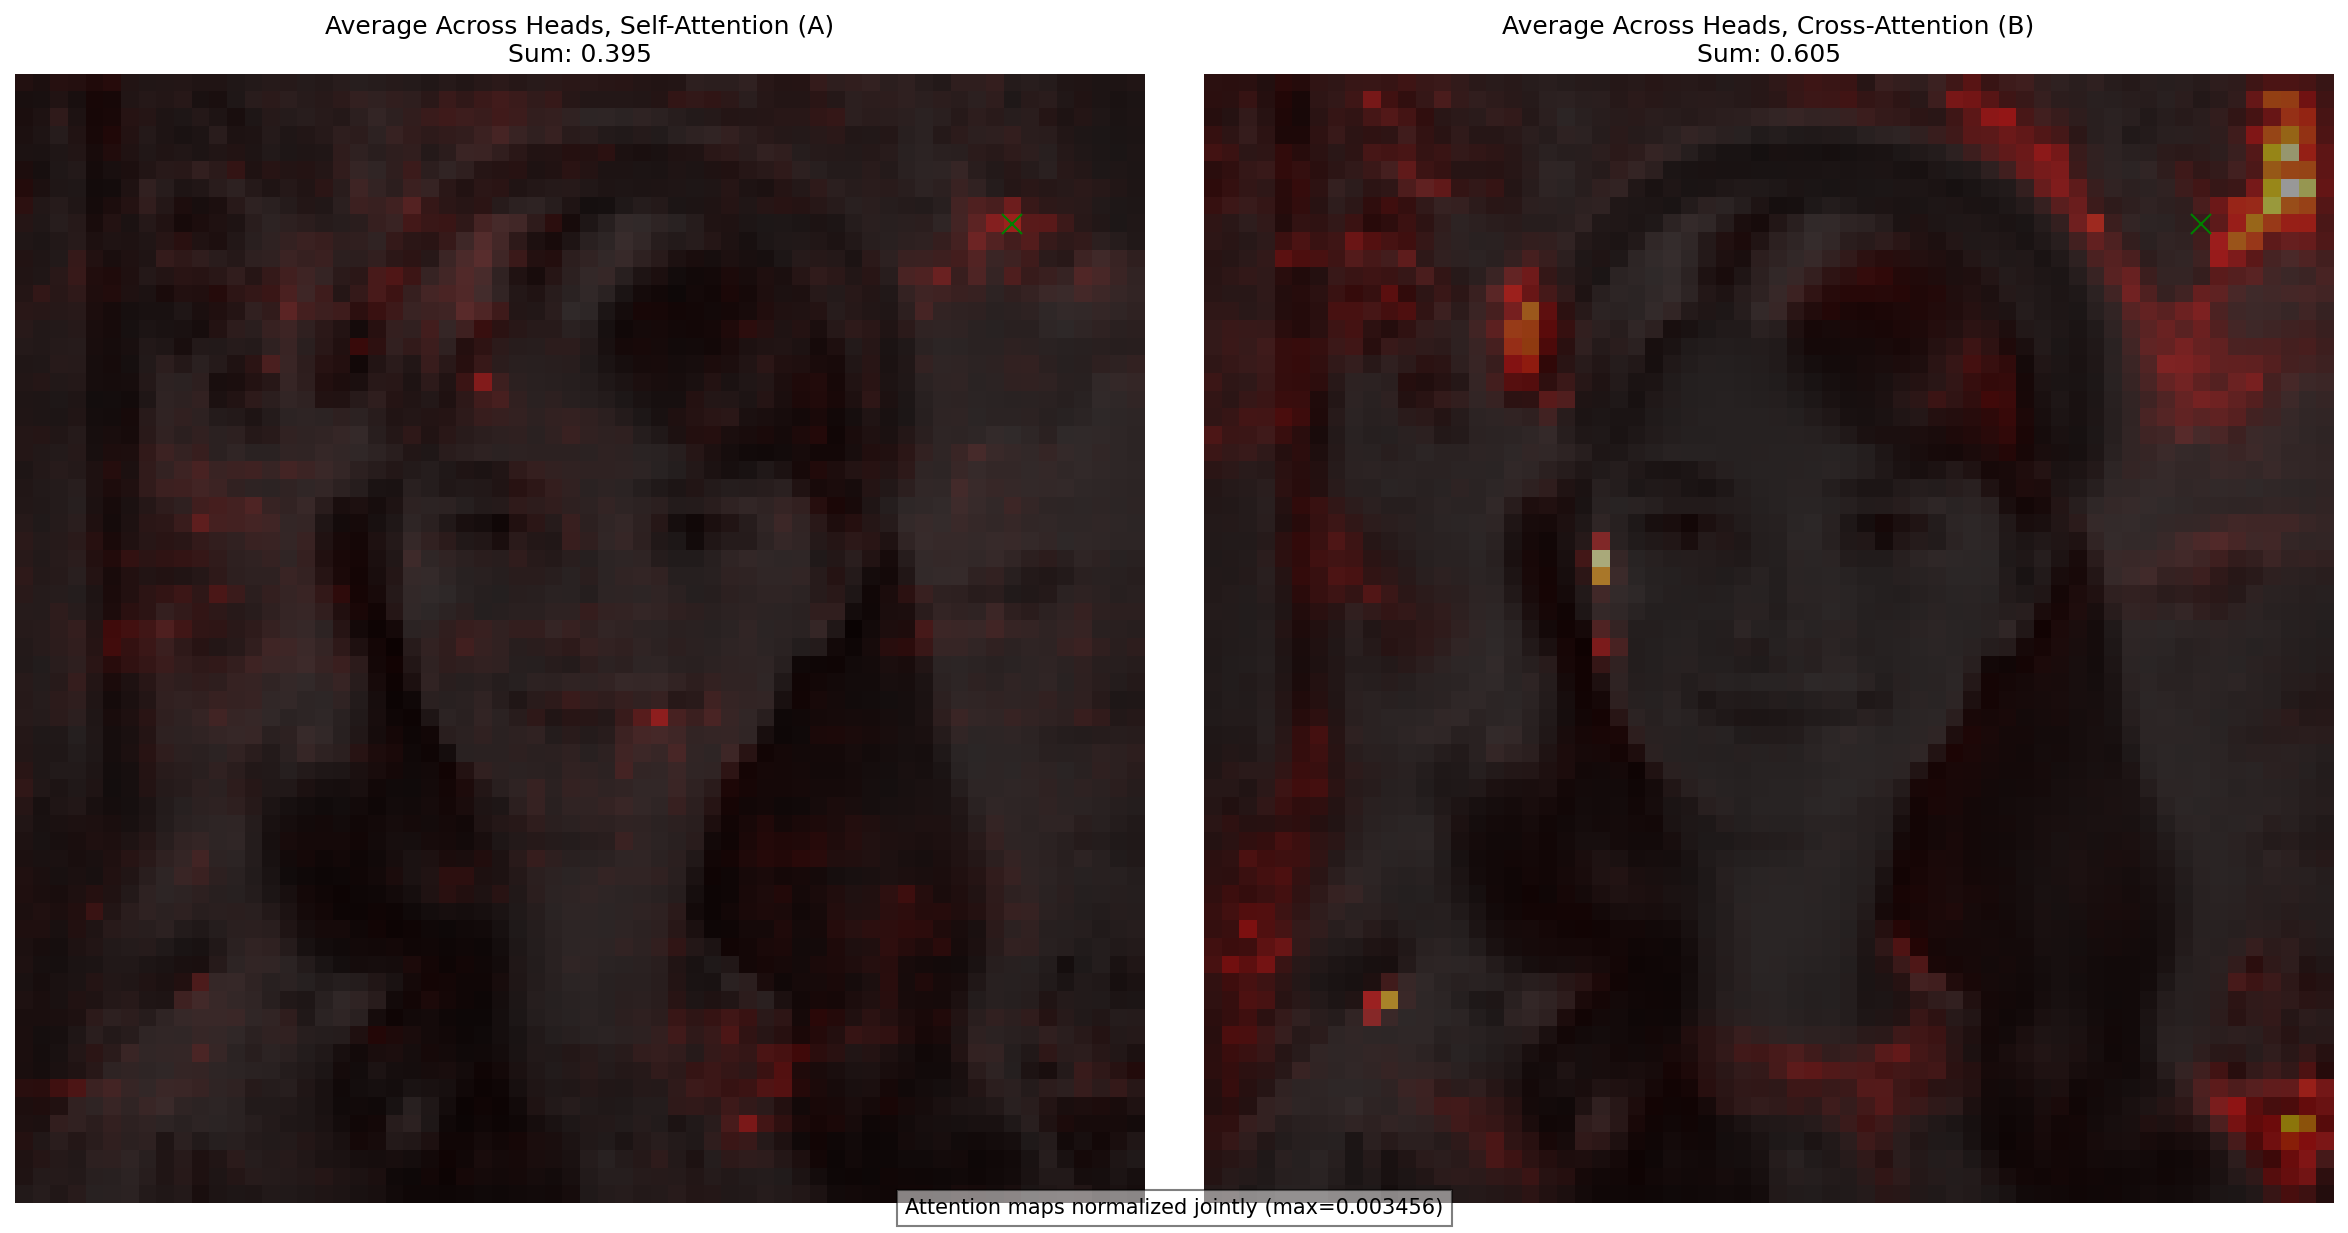 Average Across Heads, Self-Attention (A)
Sum: 0.395
Average Across Heads, Cross-Attention (B)
Sum: 0.605
Attention maps normalized jointly (max=0.003456)